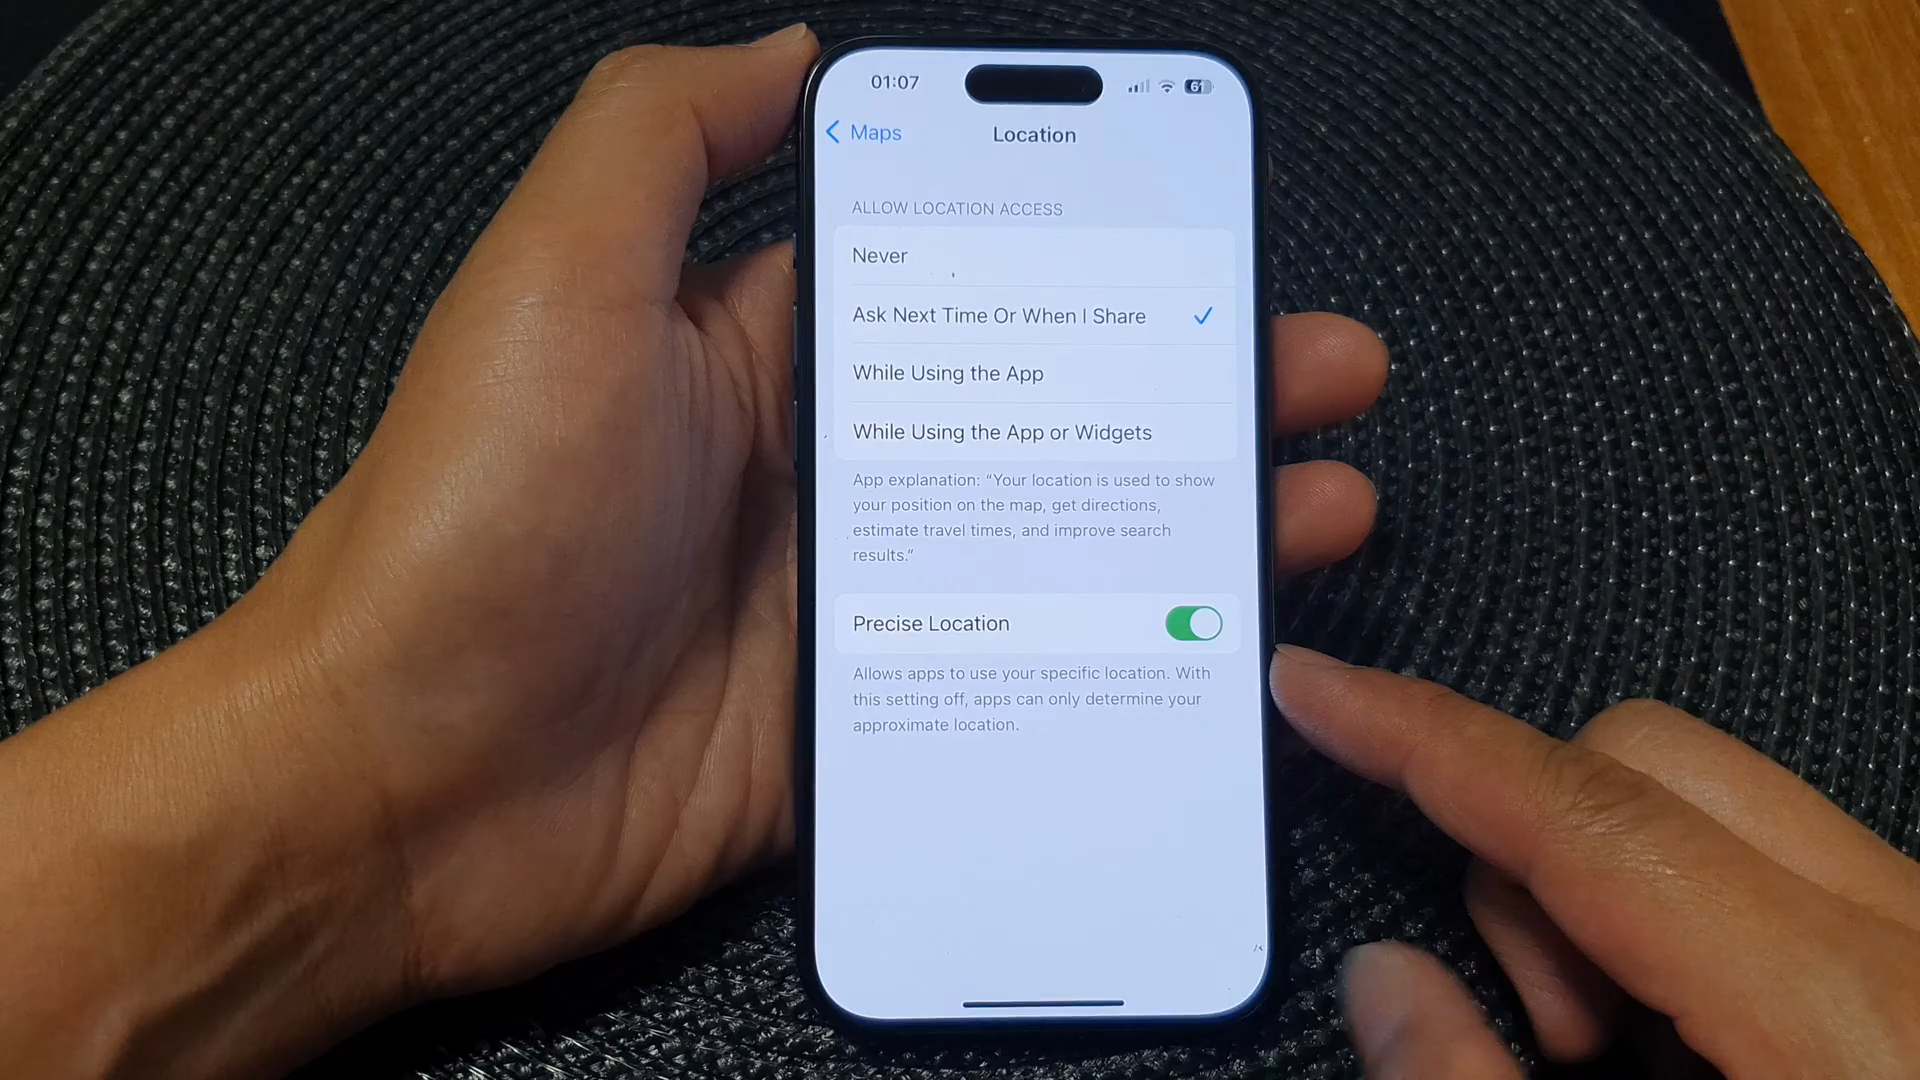 01:07
61
Maps
Location
ALLOW LOCATION ACCESS
Never
Ask Next Time Or When I Share
While Using the App
While Using the App or Widgets
App explanation: “Your location is used to show
your position on the map, get directions,
estimate travel times, and improve search
results.”
Precise Location
Allows apps to use your specific location. With
this setting off, apps can only determine your
approximate location.